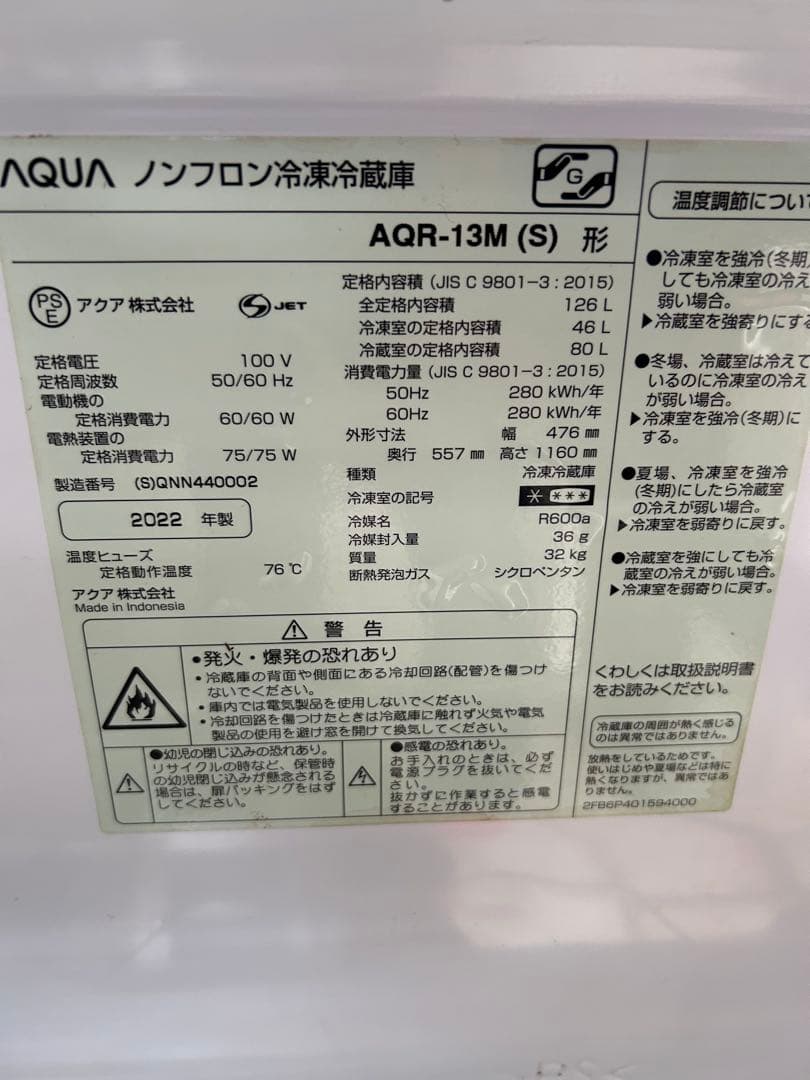 AQUA ノンフロン冷凍冷蔵庫
G
AQR-13M (S) 形
PSE アクア 株式会社
S JET
定格電圧 100 V
定格周波数 50/60 Hz
電動機の
定格消費電力 60/60 W
電熱装置の
定格消費電力 75/75 W
製造番号 (S)QNN440002
2022 年製
温度ヒューズ
定格動作温度 76 ℃
アクア 株式会社
Made in Indonesia
定格内容積 (JIS C 9801-3 : 2015)
全定格内容積 126 L
冷凍室の定格内容積 46 L
冷蔵室の定格内容積 80 L
消費電力量 (JIS C 9801-3 : 2015)
50Hz 280 kWh/年
60Hz 280 kWh/年
外形寸法 幅 476 ㎜
奥行 557 ㎜ 高さ 1160 ㎜
種類 冷凍冷蔵庫
冷凍室の記号 * ***
冷媒名 R600a
冷媒封入量 36 g
質量 32 kg
断熱発泡ガス シクロペンタン
警 告
●発火・爆発の恐れあり
・冷蔵庫の背面や側面にある冷却回路(配管)を傷つけ
ないでください。
・庫内では電気製品を使用しないでください。
・冷却回路を傷つけたときは冷蔵庫に触れず火気や電気
製品の使用を避け窓を開けて換気してください。
●幼児の閉じ込みの恐れあり。
リサイクルの時など、保管時
の幼児閉じ込みが懸念される
場合は、扉パッキングをはず
してください。
●感電の恐れあり。
お手入れのときは、必ず
電源プラグを抜いてくだ
さい。
抜かずに作業すると感電
することがあります。
温度調節につい
●冷凍室を強冷(冬期)
しても冷凍室の冷え
弱い場合。
▶冷蔵室を強寄りにする
●冬場、冷蔵室は冷えて
いるのに冷凍室の冷え
が弱い場合。
▶冷凍室を強冷(冬期)に
する。
●夏場、冷凍室を強冷
(冬期)にしたら冷蔵室
の冷えが弱い場合。
▶冷凍室を弱寄りに戻す。
●冷蔵室を強にしても冷
蔵室の冷えが弱い場合。
▶冷凍室を弱寄りに戻す。
くわしくは取扱説明書
をお読みください。
冷蔵庫の周囲が熱く感じる
のは異常ではありません。
放熱をしているためです。
使いはじめや夏場などは特に
熱くなりますが、異常ではあ
りません。
2FB6P401594000